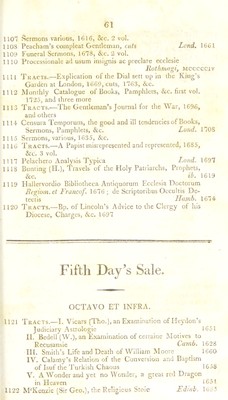 61
1107 Sermons various, 1616, &c. 2 vol.
1108 Peacham's compleat Gentleman, cuts Lond. 1661
1109 Funeral Sermons, 1678, &c. 2 vol.
1110 Processionale ad usum insignis ac preclare ecclesie
Rothomagi, MCCCCCIV
1111 TRACTS.—Explication of the Dial sett up in the King's
Garden at London, 1669, cuts, 1763, &c.
1112 Monthly Catalogue of Books, Pamphlets, &c. first vol.
1723, and three more
1113 TRACTS.—The Gentleman's Journal for the War, 1696,
and others
1114 Censura Temporum, the good and ill tendencies of Books,
Sermons, Pamphlets, &c. Lond. 1708
1115 Sermons, various, 1633, &c.
1116 TRACTS.—A Papist misrepresented and represented, 1685,
&c. 3 vol.
1117 Pelachero Analysis Typica Lond. 1597
1118 Bonting (H.), Travels of the Holy Patriarchs, Prophets,
&c. ib. 1619
1119 Hallervordio Bibliotheca Antiquorum Ecclesia Doctorum
Region. et Francof. 1676; de Scriptoribus Occultis De-
tectis Hamb. 1674
1120 TRACTS.—Bp. of Lincoln's Advice to the Clergy of his
Diocese, Charges, &c. 1697
Fifth Day's Sale.
OCTAVO ET INFRA.
1121 TRACTS.—I. Vicars (Tho.), an Examination of Heydon's
Judiciary Astrologie 1631
II. Bedell (W.), an Examination of certaine Motives to
Recusansie Camb. 1628
III. Smith's Life and Death of William Moore 1660
IV. Calamy's Relation of the Conversion and Baptism
of Isuf the Turkish Chaous 1658
V. A Wonder and yet no Wonder, a great red Dragon
in Heaven 1651
1122 McKenzie (Sir Geo.), the Religious Stoic Edinb. 1665